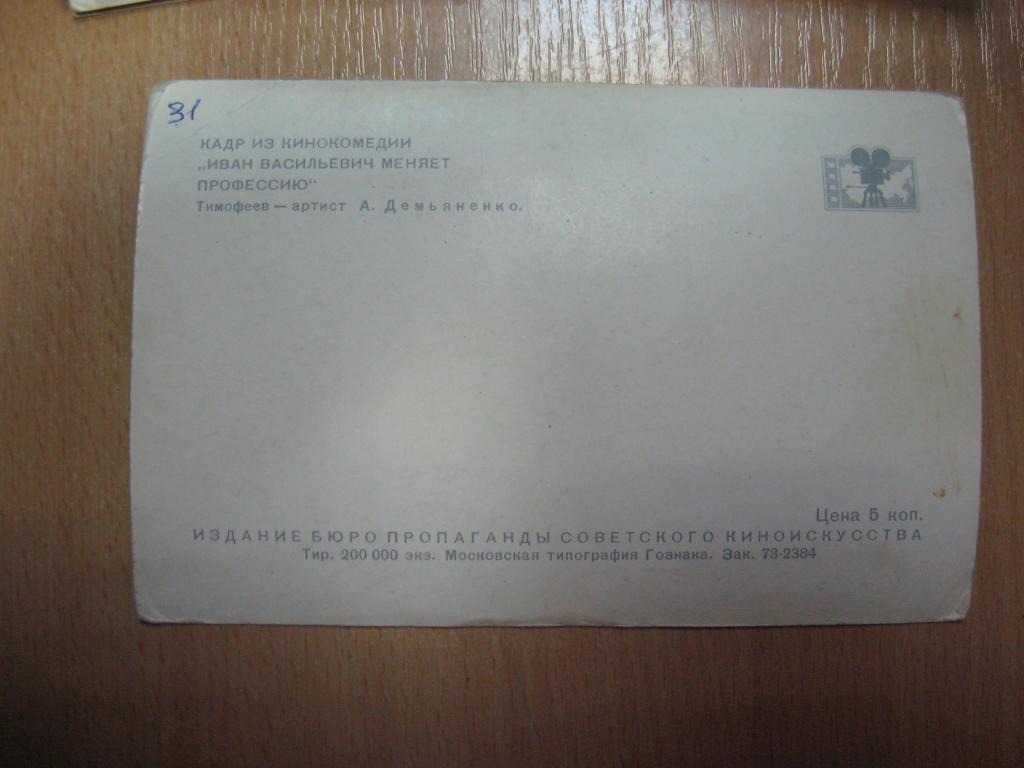 31
КАДР ИЗ КИНОКОМЕДИИ
„ИВАН ВАСИЛЬЕВИЧ МЕНЯЕТ
ПРОФЕССИЮ“
Тимофеев — артист А. Демьяненко.
Цена 5 коп.
ИЗДАНИЕ БЮРО ПРОПАГАНДЫ СОВЕТСКОГО КИНОИСКУССТВА
Тир. 200 000 экз. Московская типография Гознака. Зак. 73-2384